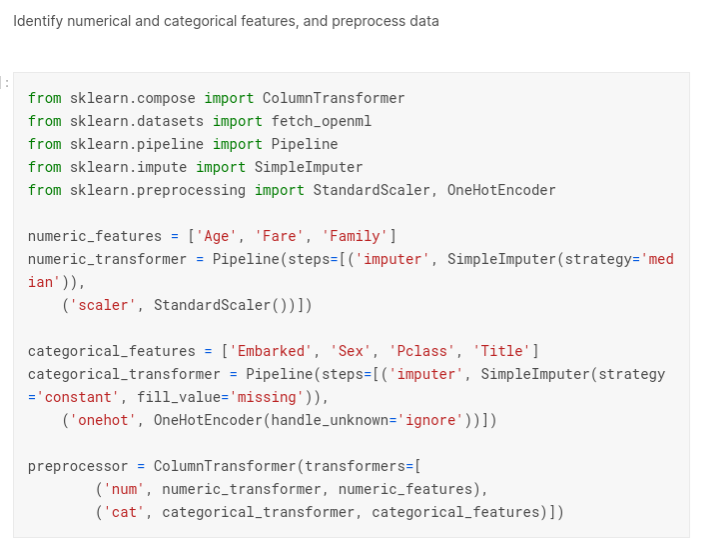 Identify numerical and categorical features, and preprocess data
]:
from sklearn.compose import ColumnTransformer
from sklearn.datasets import fetch_openml
from sklearn.pipeline import Pipeline
from sklearn.impute import SimpleImputer
from sklearn.preprocessing import StandardScaler, OneHotEncoder

numeric_features = ['Age', 'Fare', 'Family']
numeric_transformer = Pipeline(steps=[('imputer', SimpleImputer(strategy='med
ian')),
    ('scaler', StandardScaler())])

categorical_features = ['Embarked', 'Sex', 'Pclass', 'Title']
categorical_transformer = Pipeline(steps=[('imputer', SimpleImputer(strategy
='constant', fill_value='missing')),
    ('onehot', OneHotEncoder(handle_unknown='ignore'))])

preprocessor = ColumnTransformer(transformers=[
        ('num', numeric_transformer, numeric_features),
        ('cat', categorical_transformer, categorical_features)])